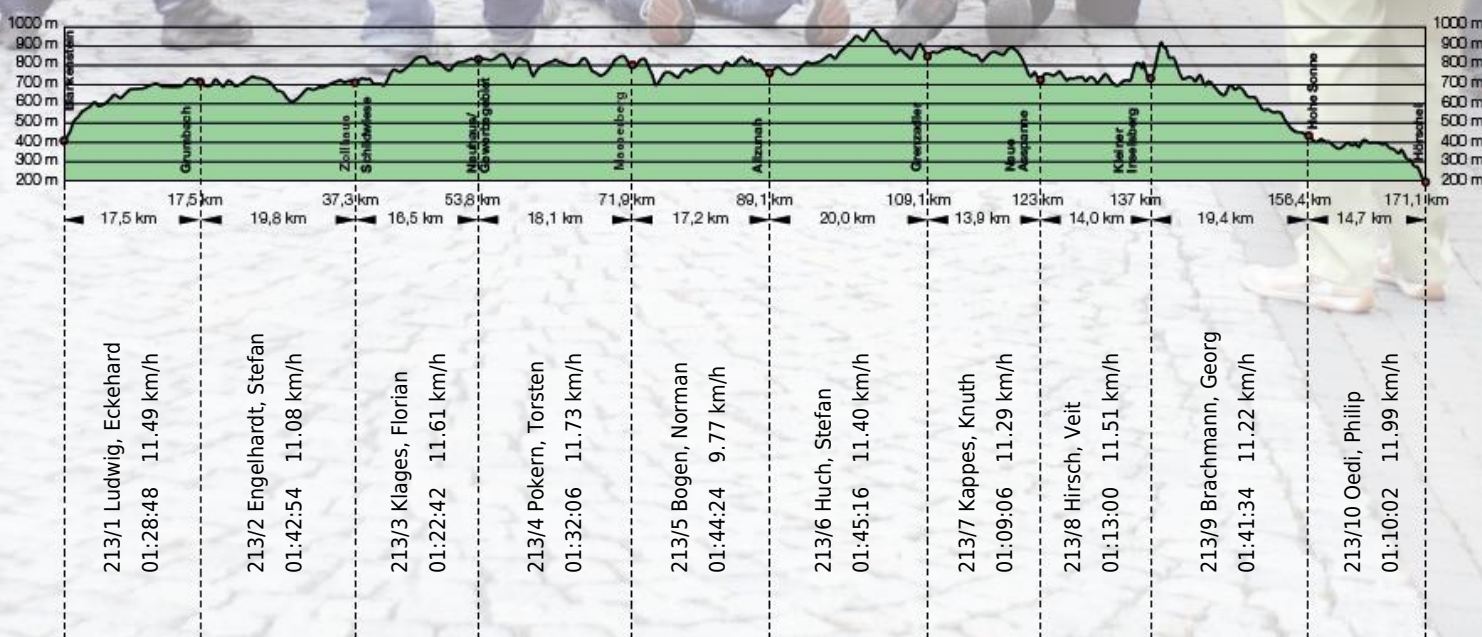 1000 m
900 m
800 m
700 m
600 m
500 m
400 m
300 m
200 m
1000 m
900 m
800 m
700 m
600 m
500 m
400 m
300 m
200 m
Blankenstein
Grumbach
Zollhaus
Schildwiese
Neuhaus/
Masserberg
Allzunah
Grenzadler
Neue
Ausspanne
Kleiner
Inselsberg
Hohe Sonne
Hörschel
17,5 km
37,3 km
53,8 km
71,9 km
89,1 km
109,1 km
123 km
137 km
156,4 km
171,1 km
17,5 km
19,8 km
16,5 km
18,1 km
17,2 km
20,0 km
13,9 km
14,0 km
19,4 km
14,7 km
213/1 Ludwig, Eckehard
01:28:48 11.49 km/h
213/2 Engelhardt, Stefan
01:42:54 11.08 km/h
213/3 Klages, Florian
01:22:42 11.61 km/h
213/4 Pokern, Torsten
01:32:06 11.73 km/h
213/5 Bogen, Norman
01:44:24 9.77 km/h
213/6 Huch, Stefan
01:45:16 11.40 km/h
213/7 Kappes, Knuth
01:09:06 11.29 km/h
213/8 Hirsch, Veit
01:13:00 11.51 km/h
213/9 Brachmann, Georg
01:41:34 11.22 km/h
213/10 Oedi, Philip
01:10:02 11.99 km/h